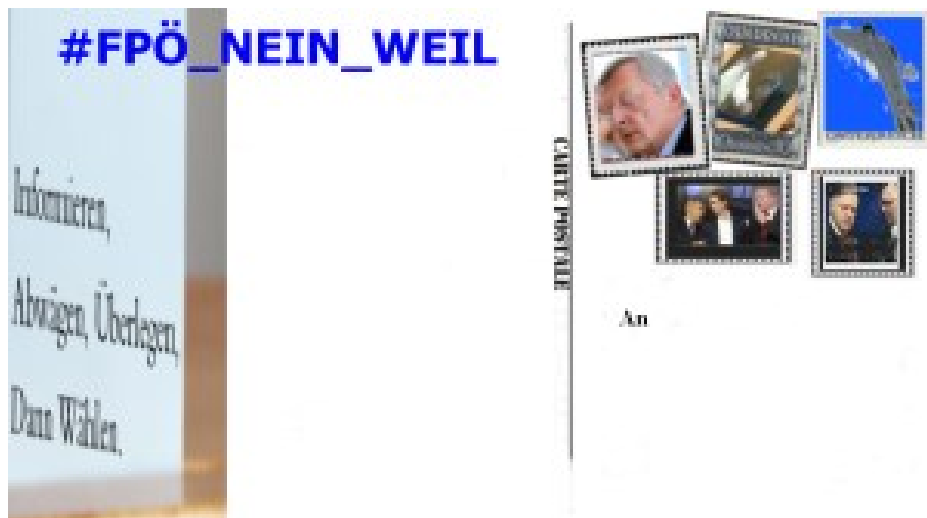 #FPÖ_NEIN_WEIL
Informieren,
Abwägen, Überlegen,
Dann Wählen.
CARTE POSTALE
An